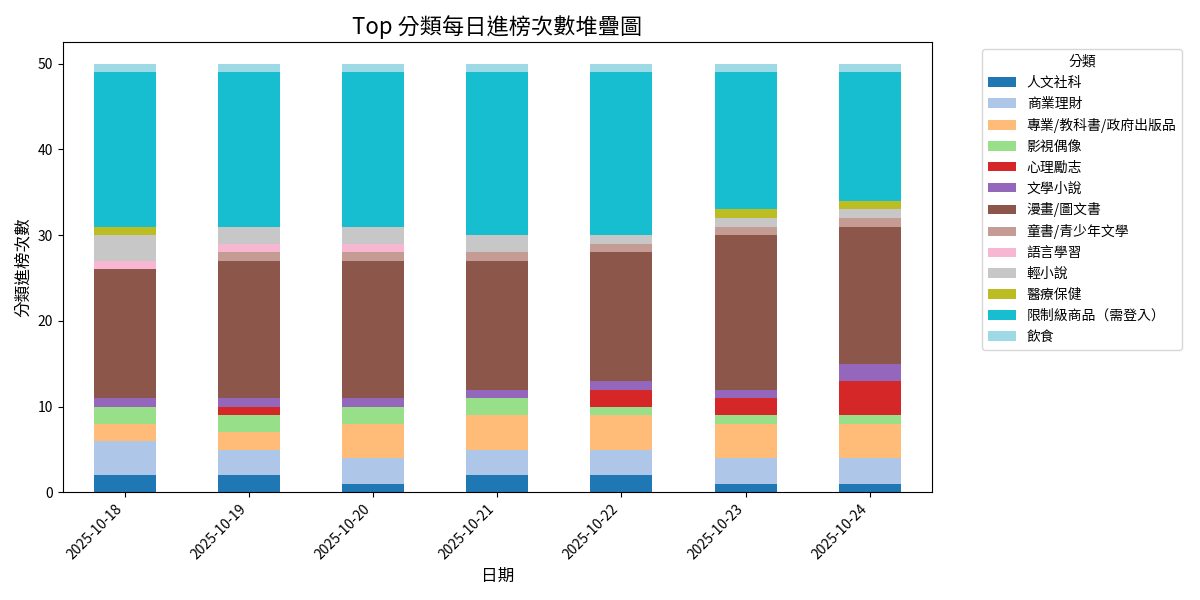 Top 分類每日進榜次數堆疊圖
分類進榜次數
50
40
30
20
10
0
2025-10-18
2025-10-19
2025-10-20
2025-10-21
2025-10-22
2025-10-23
2025-10-24
日期
分類
人文社科
商業理財
專業/教科書/政府出版品
影視偶像
心理勵志
文學小說
漫畫/圖文書
童書/青少年文學
語言學習
輕小說
醫療保健
限制級商品（需登入）
飲食